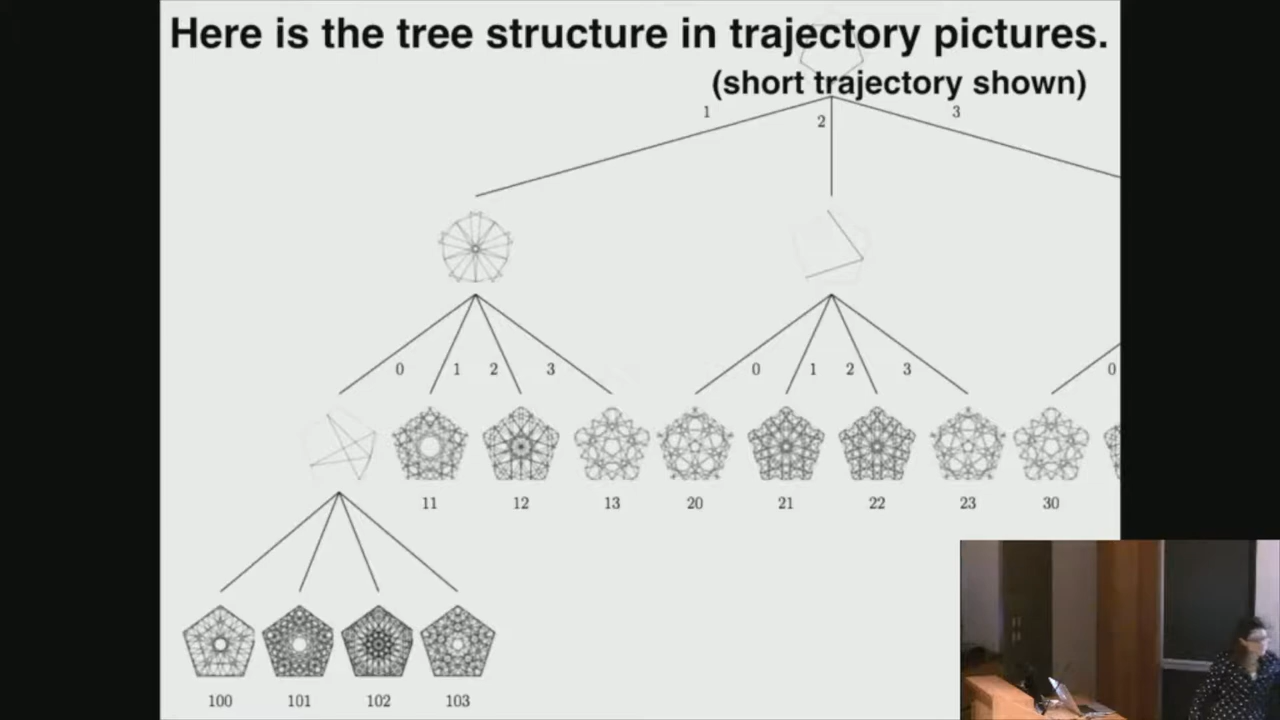 Here is the tree structure in trajectory pictures.
(short trajectory shown)
1 2 3
0 1 2 3 0 1 2 3 0
11 12 13 20 21 22 23 30
100 101 102 103